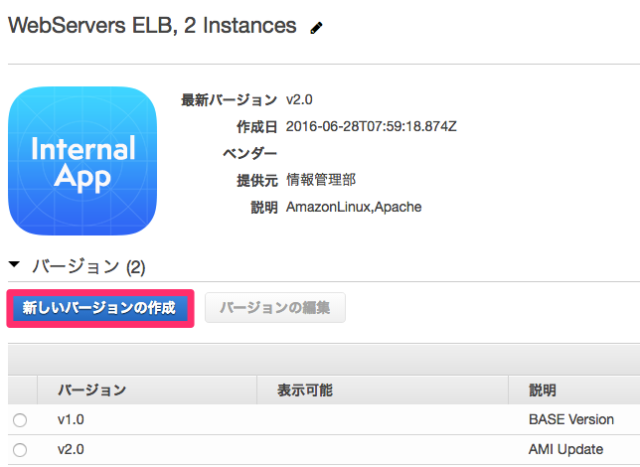 WebServers ELB, 2 Instances
Internal
App
最新バージョン v2.0
作成日 2016-06-28T07:59:18.874Z
ベンダー
提供元 情報管理部
説明 AmazonLinux,Apache
バージョン (2)
新しいバージョンの作成 バージョンの編集
バージョン 表示可能 説明
v1.0 BASE Version
v2.0 AMI Update